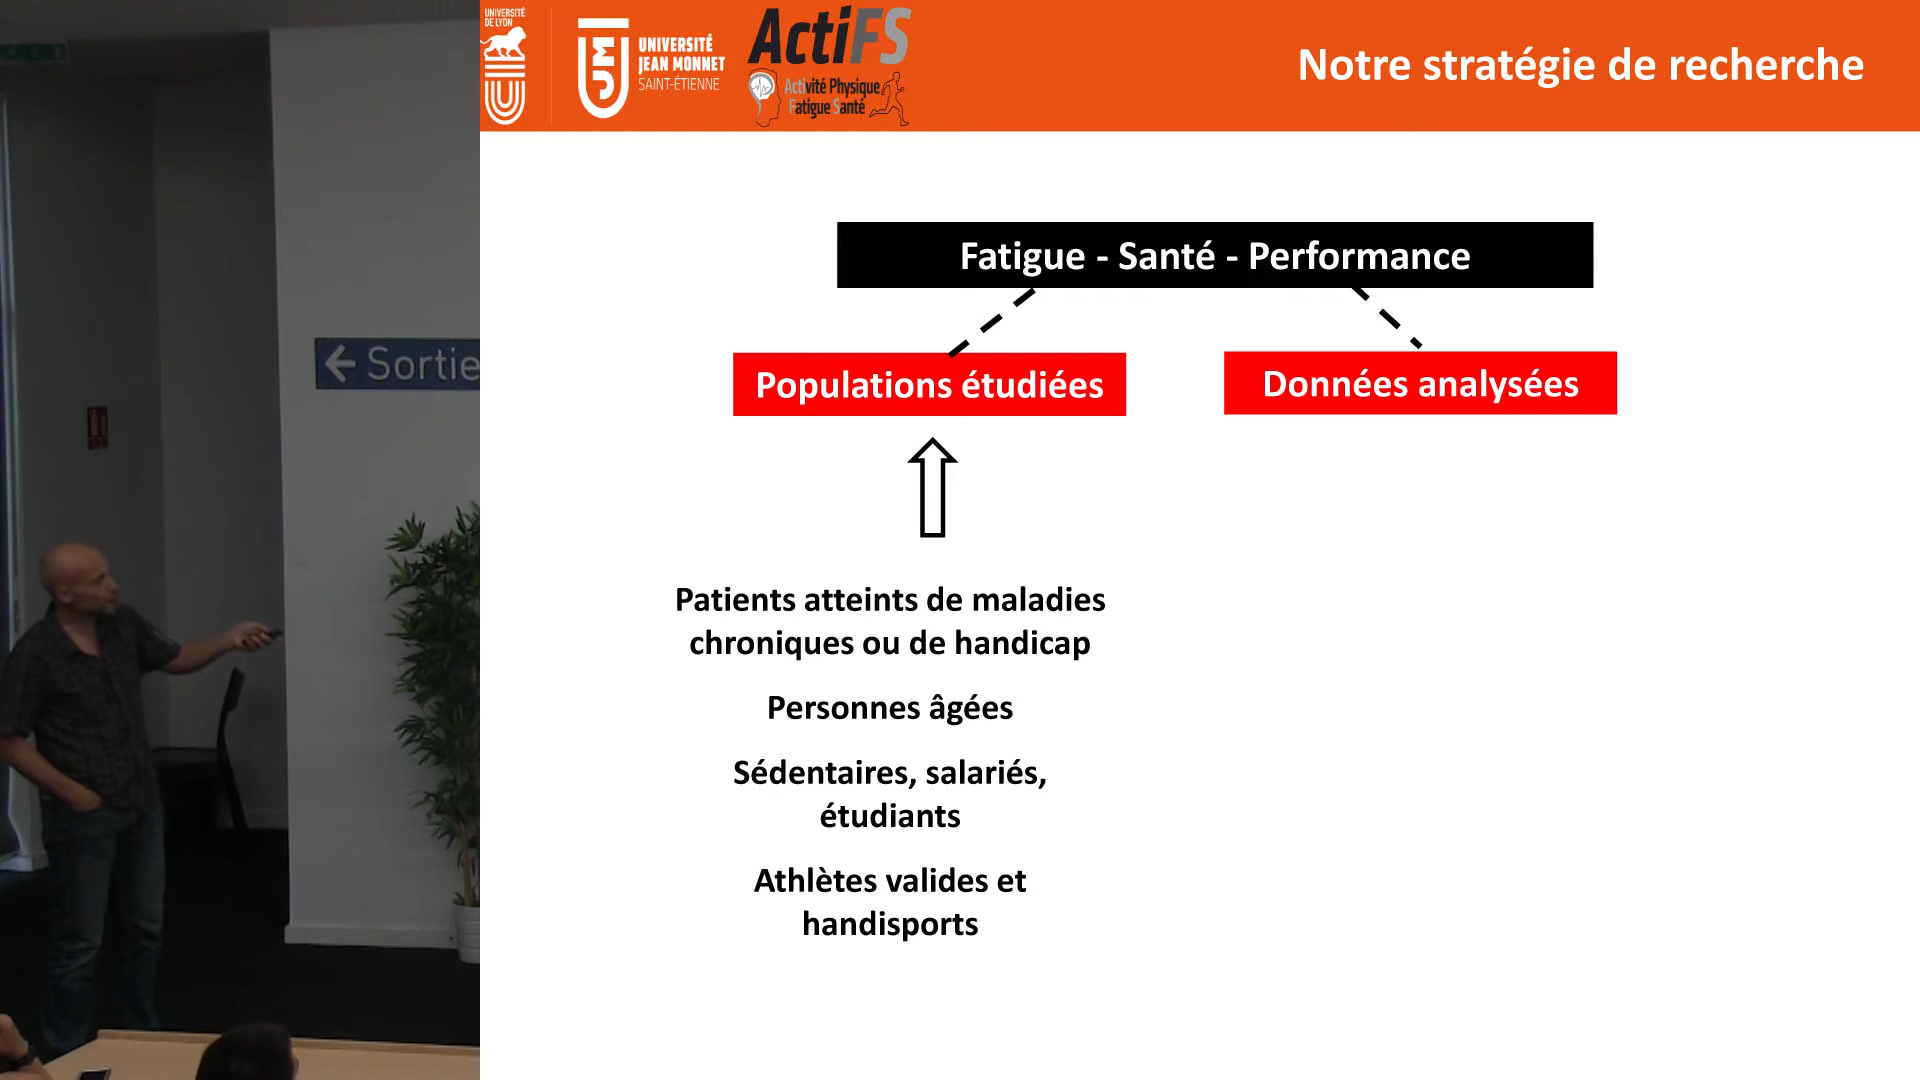 UNIVERSITÉ
DE LYON
UNIVERSITÉ
JEAN MONNET
SAINT-ÉTIENNE
ActiFS
Activité Physique
Fatigue Santé
Notre stratégie de recherche
Fatigue - Santé - Performance
Populations étudiées
Données analysées
← Sortie
Patients atteints de maladies
chroniques ou de handicap
Personnes âgées
Sédentaires, salariés,
étudiants
Athlètes valides et
handisports